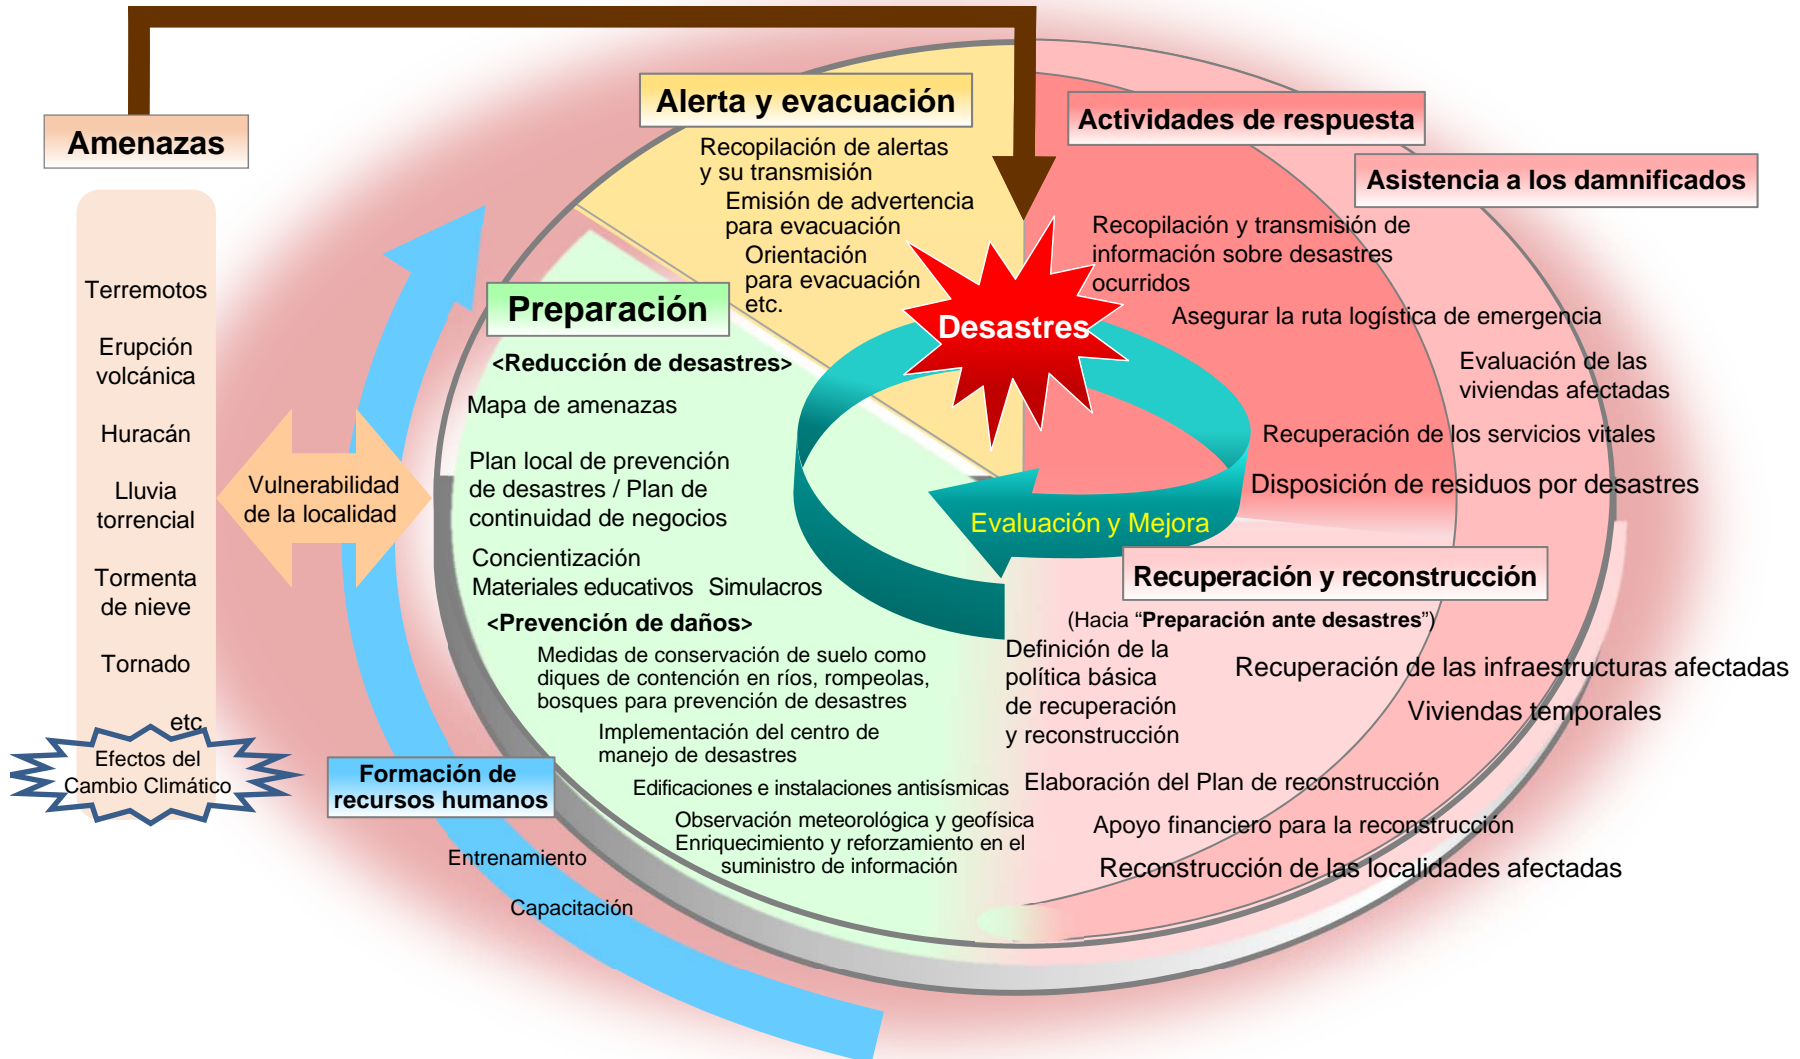 Amenazas
Terremotos
Erupción
volcánica
Huracán
Lluvia
torrencial
Tormenta
de nieve
Tornado
etc
Efectos del
Cambio Climático
Vulnerabilidad
de la localidad
Formación de
recursos humanos
Entrenamiento
Capacitación
Alerta y evacuación
Recopilación de alertas
y su transmisión
Emisión de advertencia
para evacuación
Orientación
para evacuación
etc.
Preparación
<Reducción de desastres>
Mapa de amenazas
Plan local de prevención
de desastres / Plan de
continuidad de negocios
Concientización
Materiales educativos Simulacros
<Prevención de daños>
Medidas de conservación de suelo como
diques de contención en ríos, rompeolas,
bosques para prevención de desastres
Implementación del centro de
manejo de desastres
Edificaciones e instalaciones antisísmicas
Observación meteorológica y geofísica
Enriquecimiento y reforzamiento en el
suministro de información
Desastres
Evaluación y Mejora
Actividades de respuesta
Asistencia a los damnificados
Recopilación y transmisión de
información sobre desastres
ocurridos
Asegurar la ruta logística de emergencia
Evaluación de las
viviendas afectadas
Recuperación de los servicios vitales
Disposición de residuos por desastres
Recuperación y reconstrucción
(Hacia “Preparación ante desastres”)
Definición de la
política básica
de recuperación
y reconstrucción
Recuperación de las infraestructuras afectadas
Viviendas temporales
Elaboración del Plan de reconstrucción
Apoyo financiero para la reconstrucción
Reconstrucción de las localidades afectadas